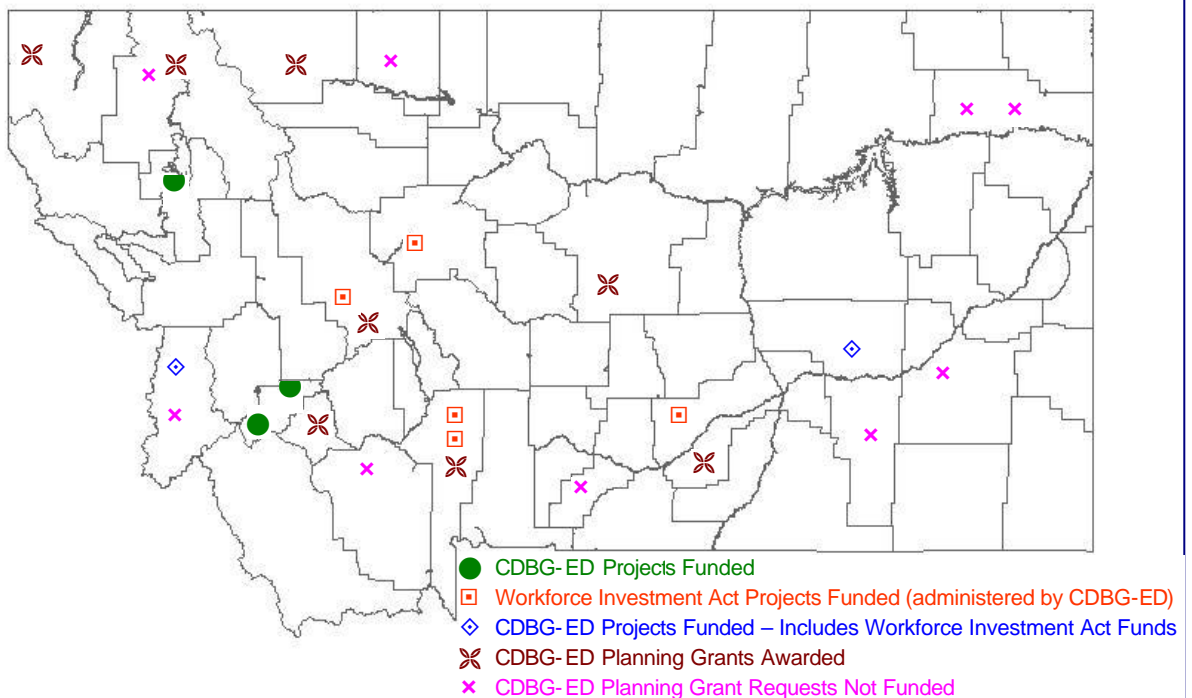 CDBG-ED Projects Funded
Workforce Investment Act Projects Funded (administered by CDBG-ED)
CDBG-ED Projects Funded – Includes Workforce Investment Act Funds
CDBG-ED Planning Grants Awarded
CDBG-ED Planning Grant Requests Not Funded